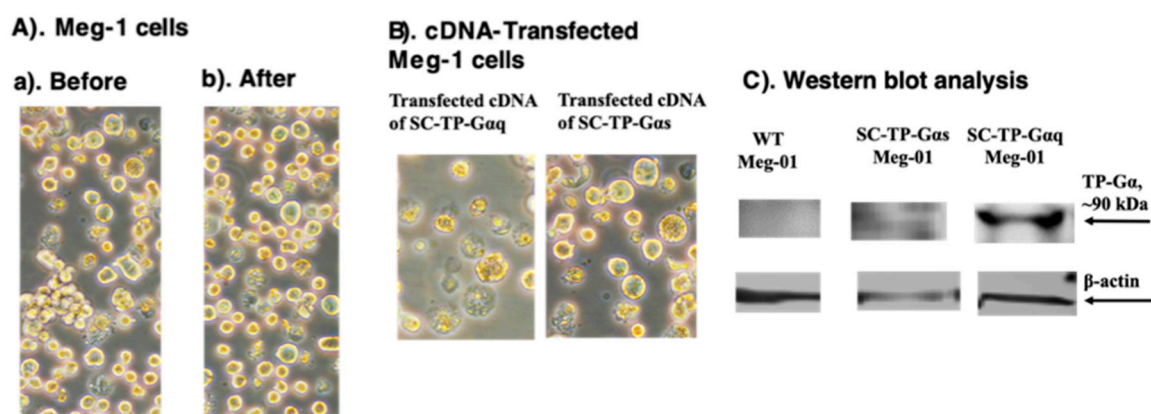 A). Meg-1 cells
a). Before
b). After
B). cDNA-Transfected
Meg-1 cells
Transfected cDNA
of SC-TP-Gαq
Transfected cDNA
of SC-TP-Gαs
C). Western blot analysis
WT
Meg-01
SC-TP-Gαs
Meg-01
SC-TP-Gαq
Meg-01
TP-Gα,
~90 kDa
β-actin